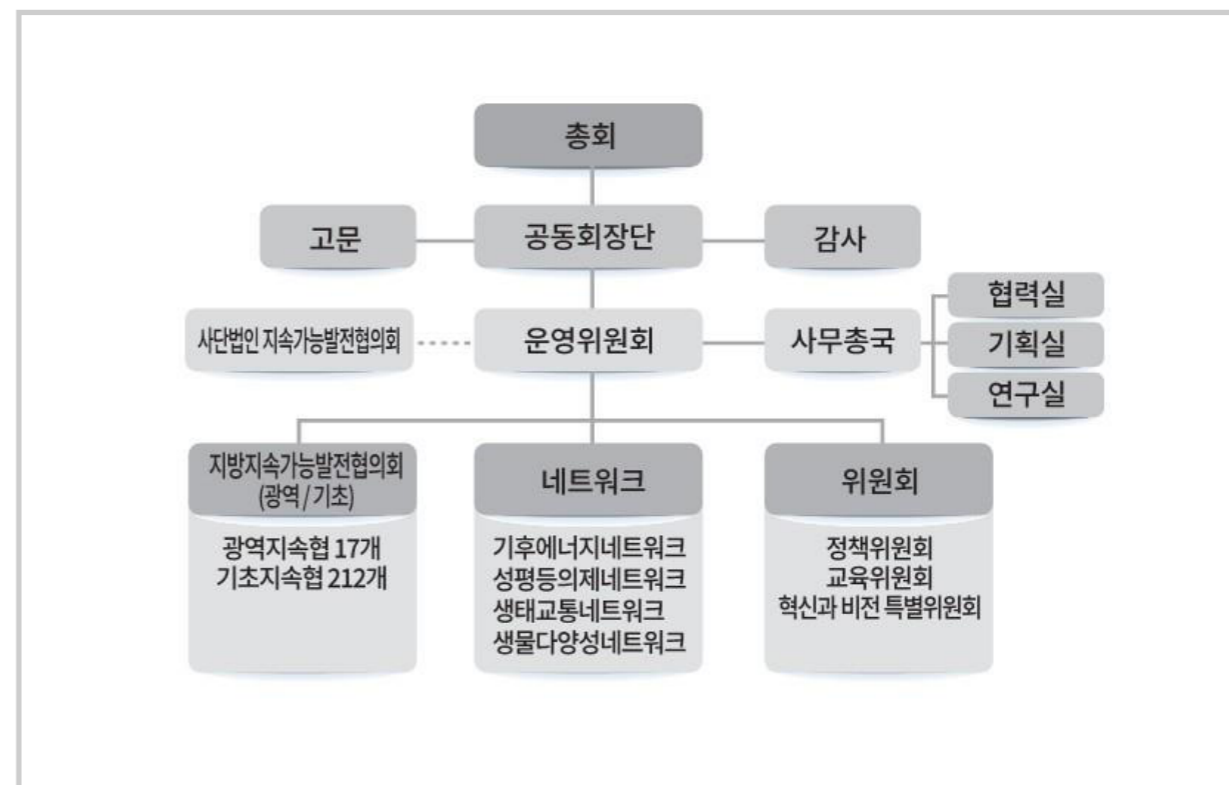 총회
고문
공동회장단
감사
사단법인 지속가능발전협의회
운영위원회
사무총국
협력실
기획실
연구실
지방지속가능발전협의회
(광역 / 기초)
광역지속협 17개
기초지속협 212개
네트워크
기후에너지네트워크
성평등의제네트워크
생태교통네트워크
생물다양성네트워크
위원회
정책위원회
교육위원회
혁신과 비전 특별위원회